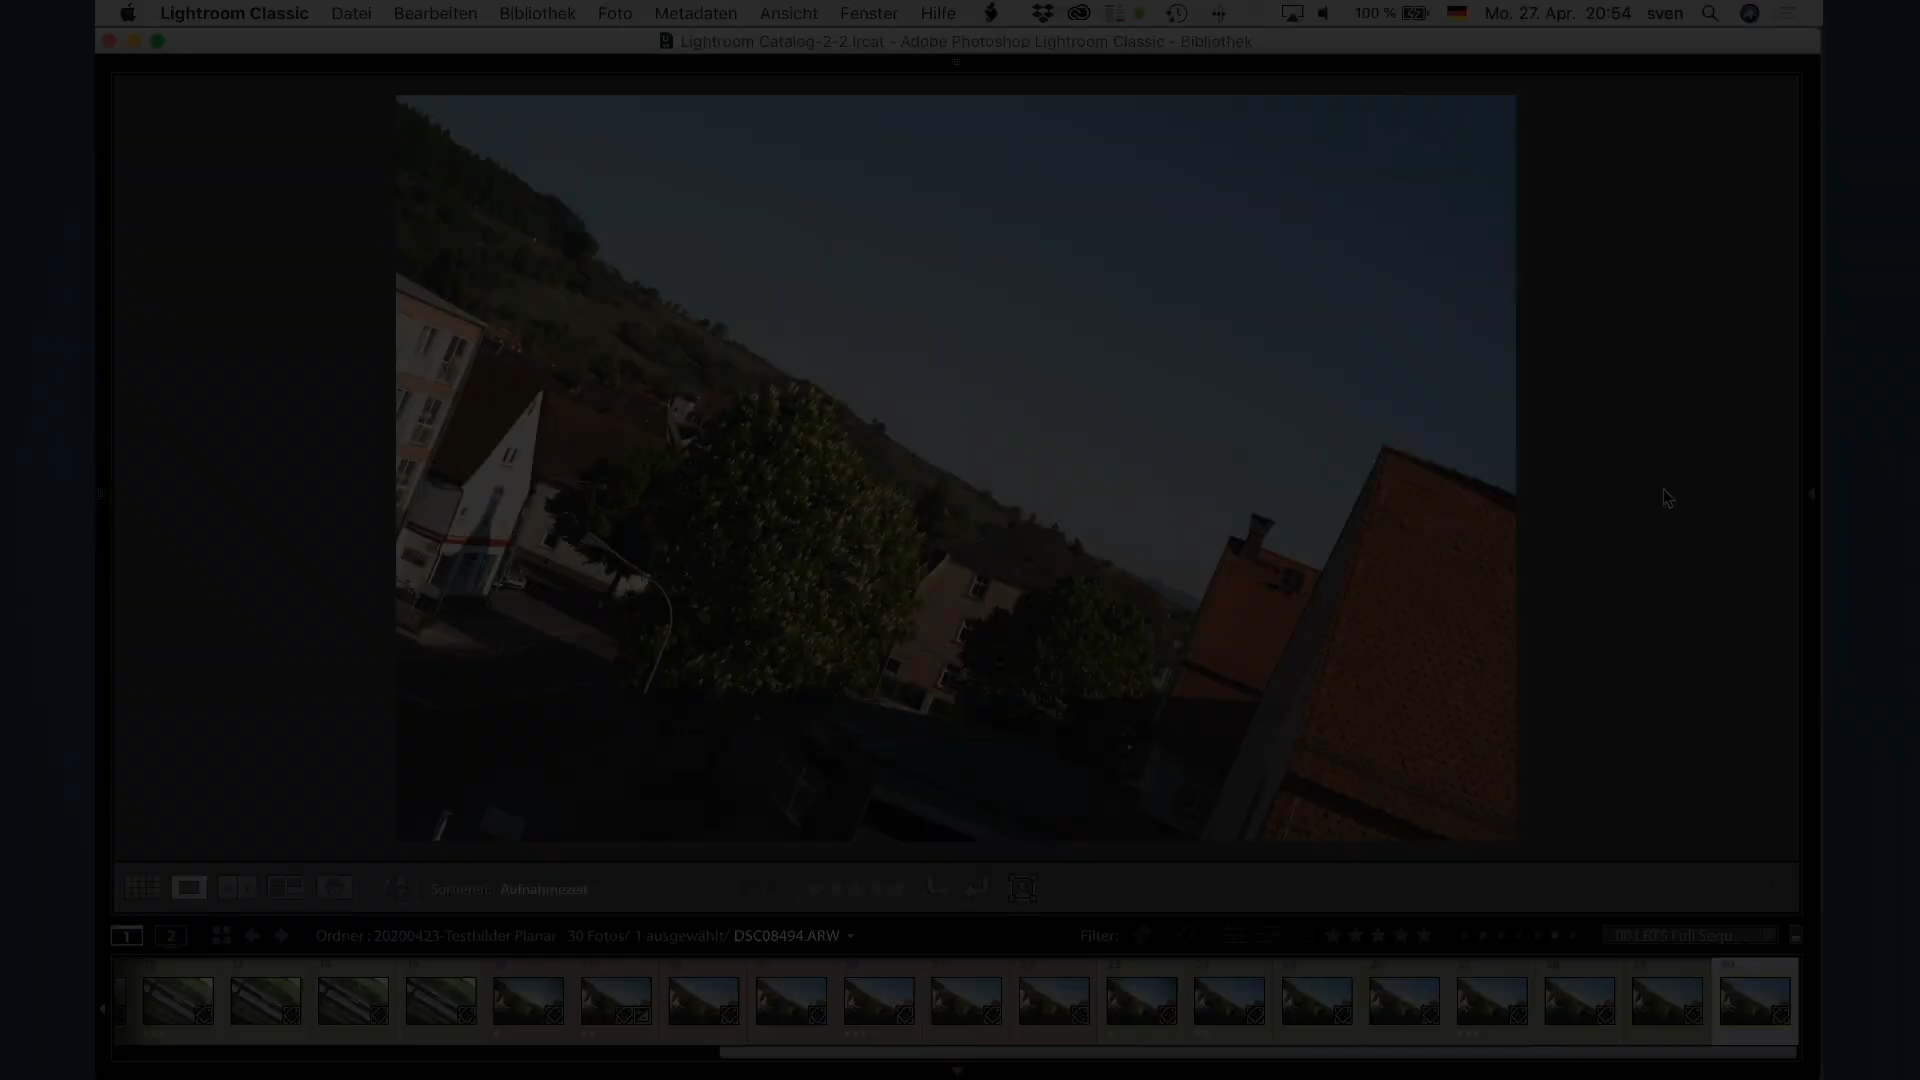 Lightroom Classic Datei Bearbeiten Bibliothek Foto Metadaten Ansicht Fenster Hilfe 100 % Mo. 27. Apr. 20:54 sven
Lightroom Catalog-2-2.lrcat - Adobe Photoshop Lightroom Classic - Bibliothek
Sortieren: Aufnahmezeit
1 2 Ordner : 20200423-Testbilder Planar 30 Fotos/ 1 ausgewählt/ DSC08494.ARW Filter: